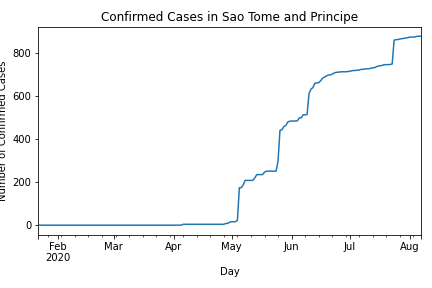 Confirmed Cases in Sao Tome and Principe
Number of Confirmed Cases
800
600
400
200
0
Feb Mar Apr May Jun Jul Aug
2020
Day